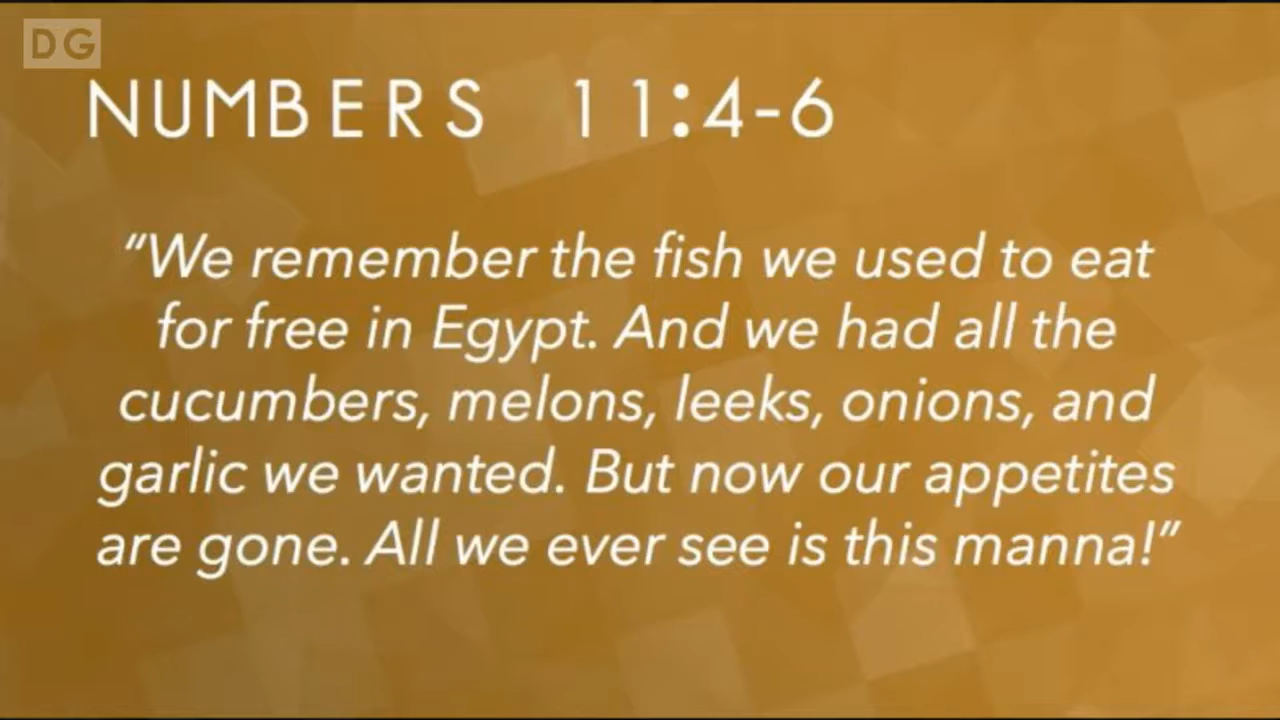 DG
NUMBERS 11:4-6
“We remember the fish we used to eat
for free in Egypt. And we had all the
cucumbers, melons, leeks, onions, and
garlic we wanted. But now our appetites
are gone. All we ever see is this manna!”